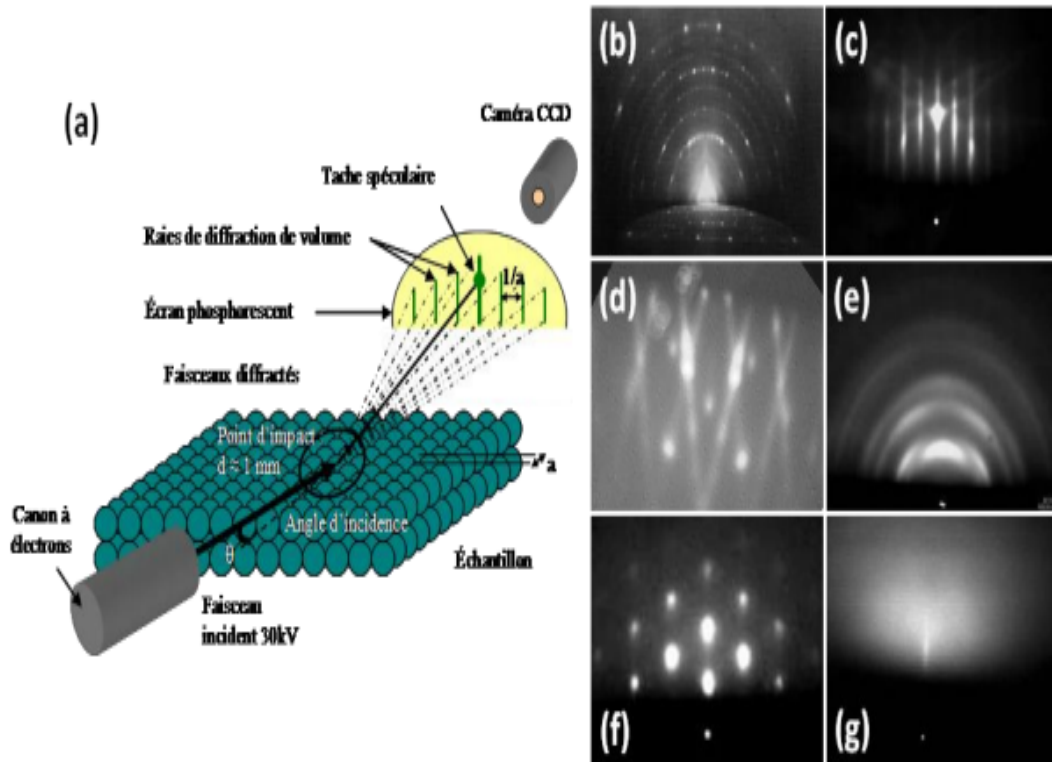 (a)
Caméra CCD
Tache spéculaire
Raies de diffraction de volume
1/a
Écran phosphorescent
Faisceaux diffractés
Point d'impact
d ≈ 1 mm
a
Angle d'incidence
Canon à
électrons
θ
Échantillon
Faisceau
incident 30kV
(b)
(c)
(d)
(e)
(f)
(g)